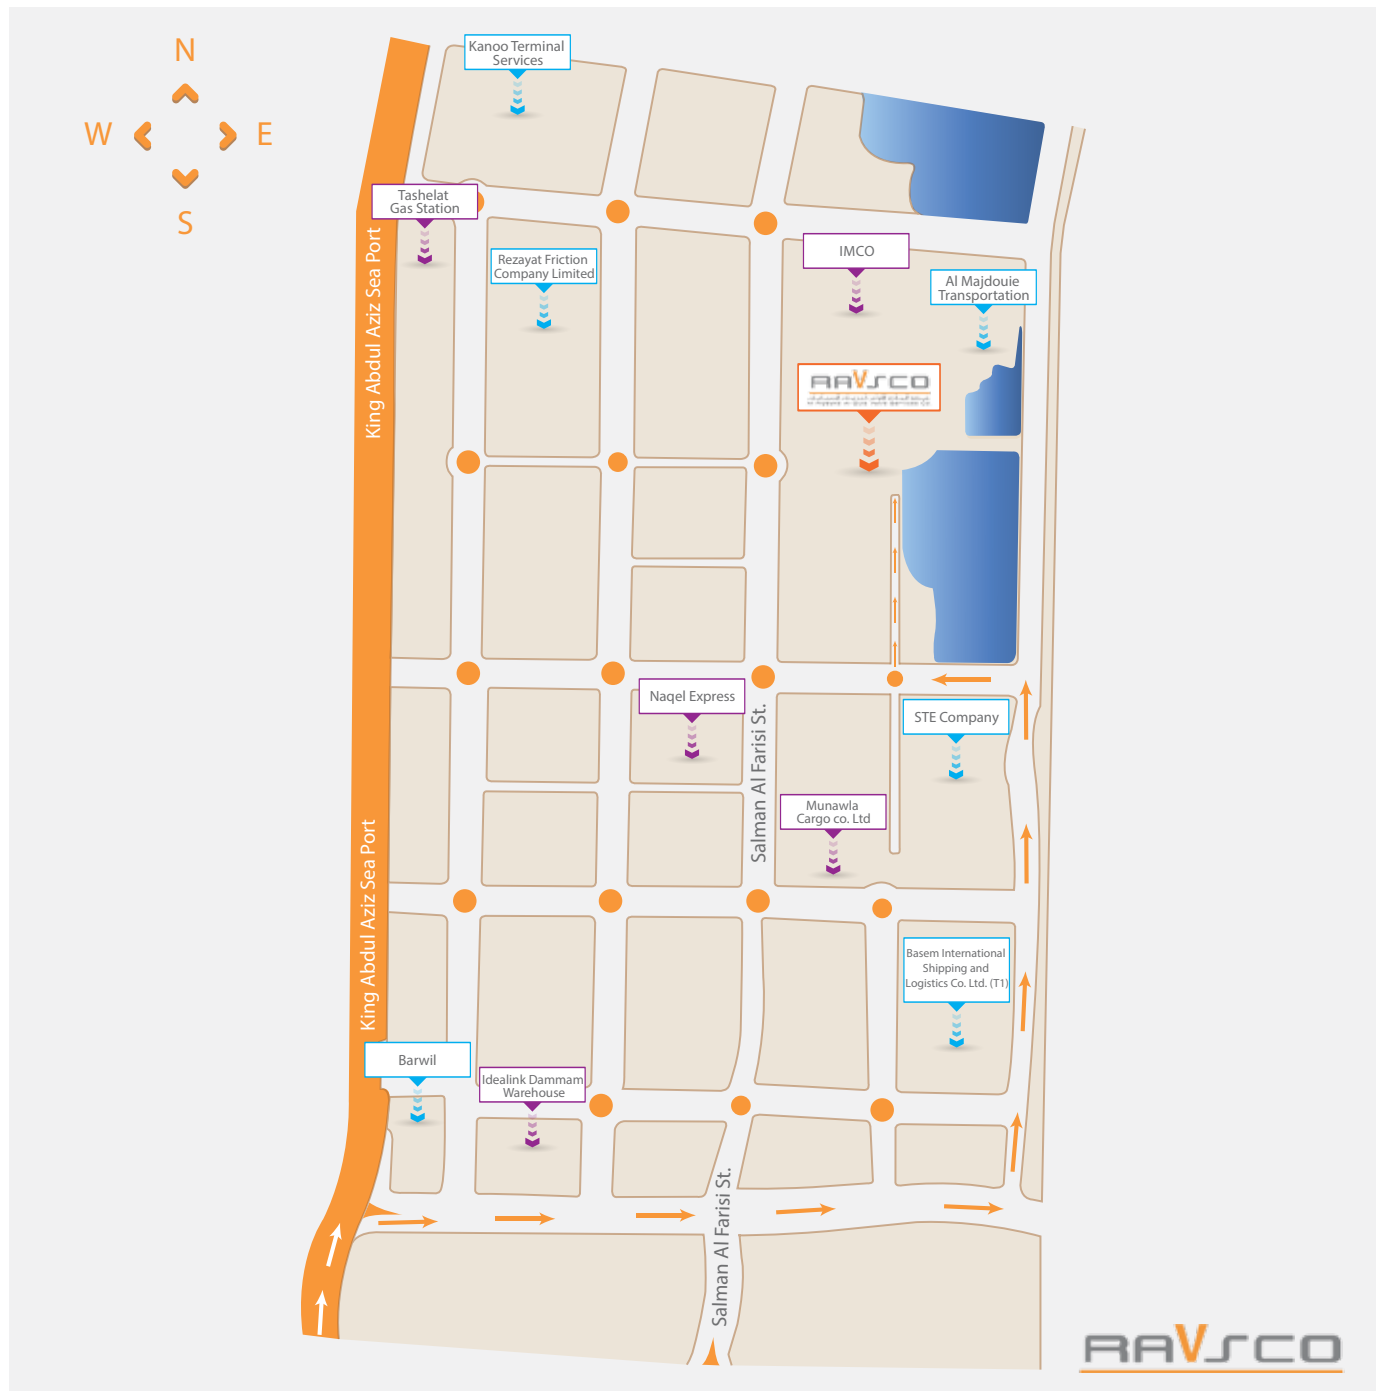 N
W
E
S
Kanoo Terminal
Services
Tashelat
Gas Station
King Abdul Aziz Sea Port
Rezayat Friction
Company Limited
IMCO
Al Majdouie
Transportation
RAVSCO
Naqel Express
STE Company
Salman Al Farisi St.
Munawla
Cargo co. Ltd
King Abdul Aziz Sea Port
Basem International
Shipping and
Logistics Co. Ltd. (T1)
Barwil
Idealink Dammam
Warehouse
Salman Al Farisi St.
RAVSCO